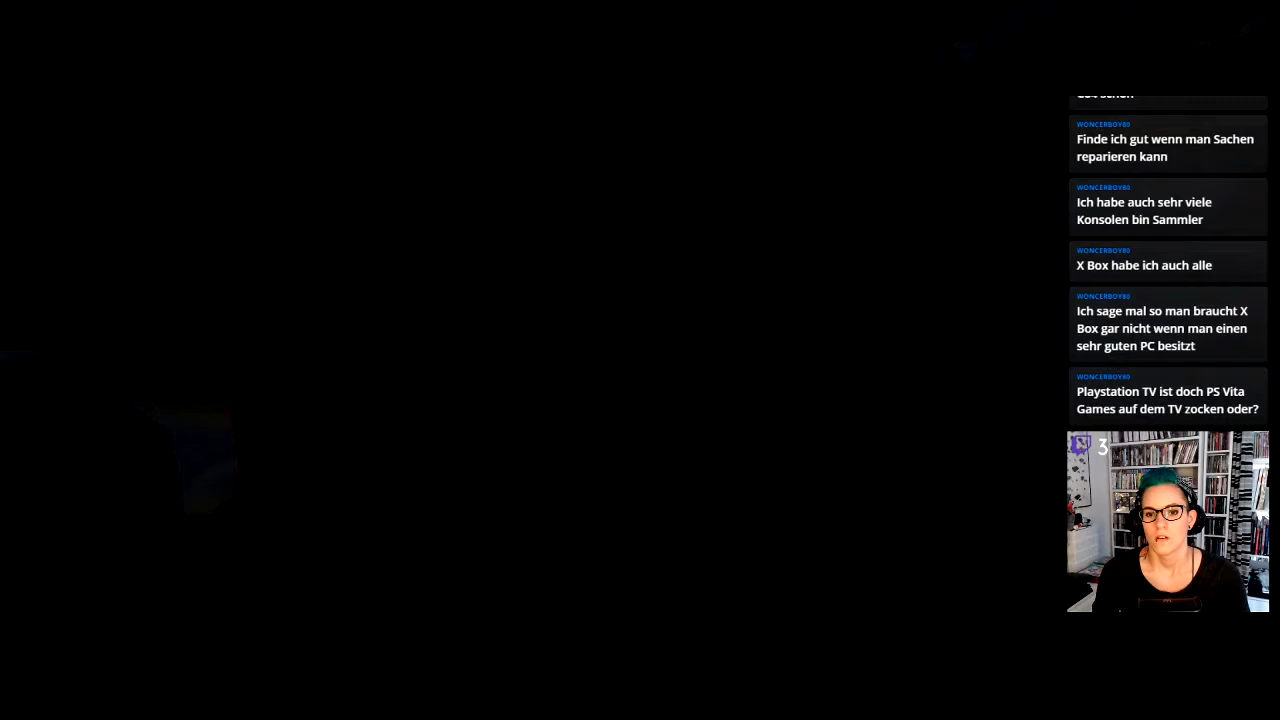 WONCERBOY80
Finde ich gut wenn man Sachen
reparieren kann
WONCERBOY80
Ich habe auch sehr viele
Konsolen bin Sammler
WONCERBOY80
X Box habe ich auch alle
WONCERBOY80
Ich sage mal so man braucht X
Box gar nicht wenn man einen
sehr guten PC besitzt
WONCERBOY80
Playstation TV ist doch PS Vita
Games auf dem TV zocken oder?
3